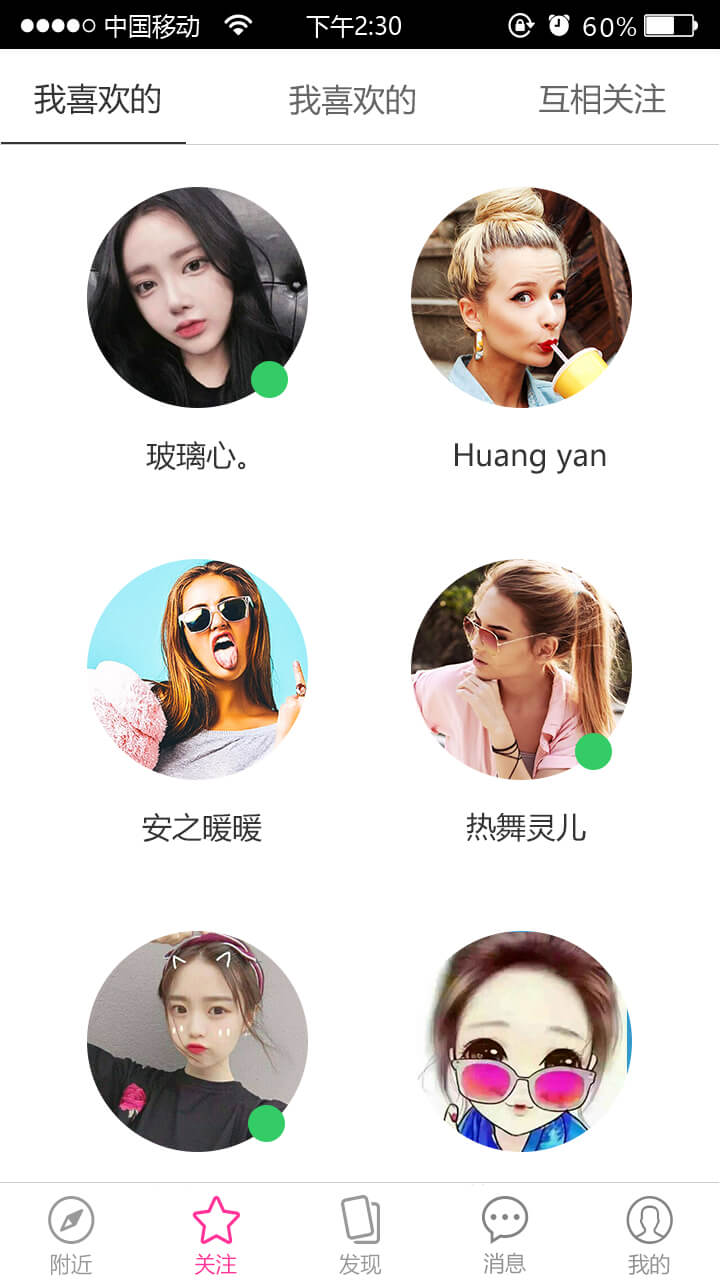 中国移动 下午2:30 60%
我喜欢的 我喜欢的 互相关注
玻璃心。 Huang yan
安之暖暖 热舞灵儿
附近 关注 发现 消息 我的